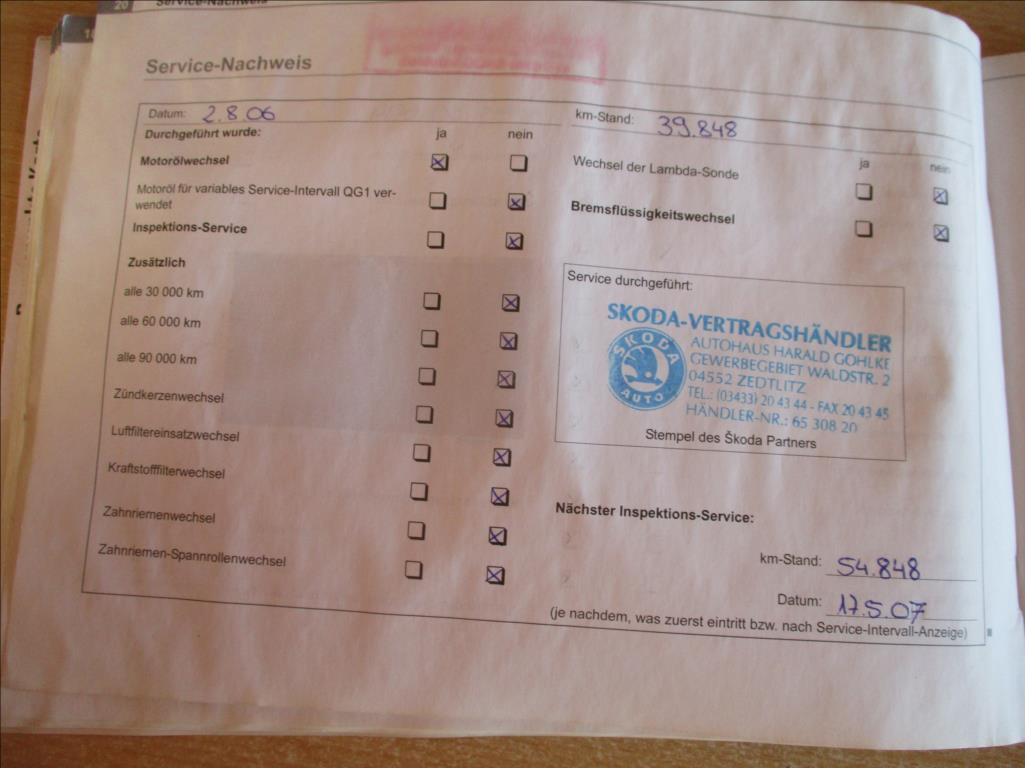 20 Service-Nachweis
Service-Nachweis
Datum: 2.8.06
km-Stand: 39.848
Durchgeführt wurde: ja nein
Motorölwechsel
Motoröl für variables Service-Intervall QG1 ver-
wendet
Inspektions-Service
Zusätzlich
alle 30 000 km
alle 60 000 km
alle 90 000 km
Zündkerzenwechsel
Luftfiltereinsatzwechsel
Kraftstofffilterwechsel
Zahnriemenwechsel
Zahnriemen-Spannrollenwechsel
ja nein
Wechsel der Lambda-Sonde
Bremsflüssigkeitswechsel
Service durchgeführt:
SKODA-VERTRAGSHÄNDLER
AUTOHAUS HARALD GOHLKE
GEWERBEGEBIET WALDSTR. 2
04552 ZEDTLITZ
TEL.: (03433) 20 43 44 - FAX 20 43 45
HÄNDLER-NR.: 65 308 20
SKODA
AUTO
Stempel des Škoda Partners
Nächster Inspektions-Service:
km-Stand: 54.848
Datum: 17.5.07
(je nachdem, was zuerst eintritt bzw. nach Service-Intervall-Anzeige)